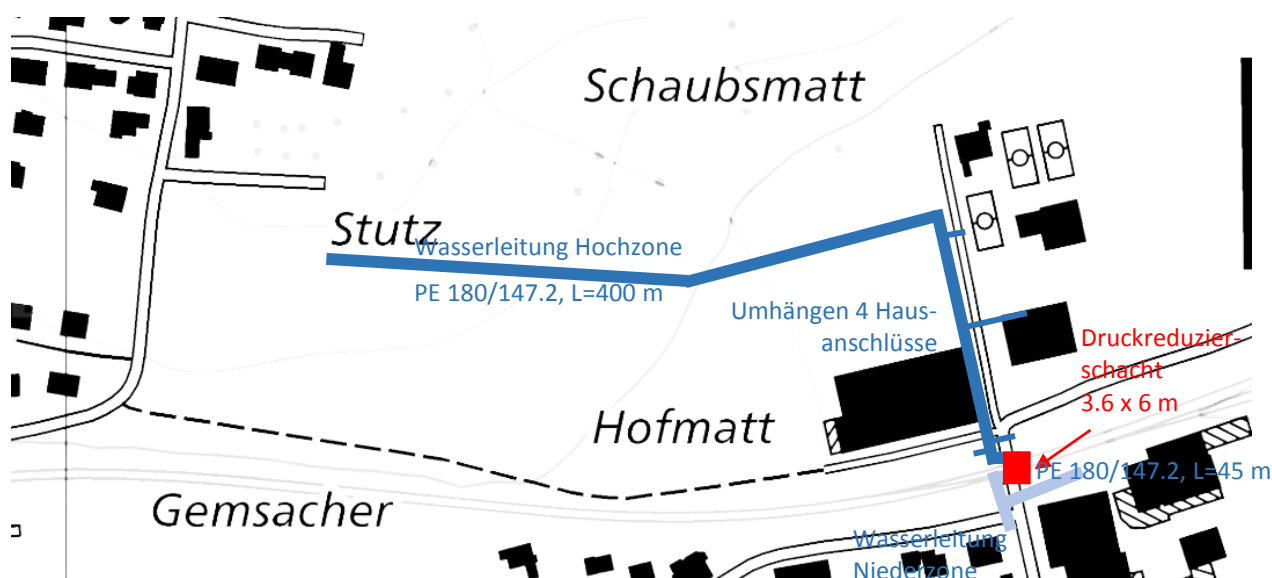 Schaubsmatt
Stutz
Wasserleitung Hochzone
PE 180/147.2, L=400 m
Umhängen 4 Haus-
anschlüsse
Druckreduzier-
schacht
3.6 x 6 m
Hofmatt
PE 180/147.2, L=45 m
Gemsacher
Wasserleitung
Niederzone